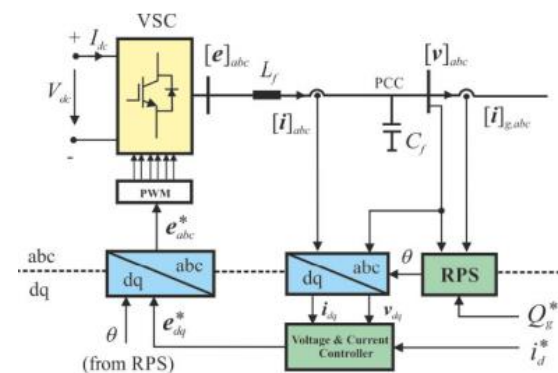 VSC
+ I_dc
V_dc
-
[e]_abc
L_f
PCC
[v]_abc
[i]_abc
C_f
[i]_g,abc
PWM
e*_abc
abc
dq
dq abc
dq abc
θ
RPS
θ
(from RPS)
e*_dq
i_dq
v_dq
Voltage & Current
Controller
Q*_g
i*_d